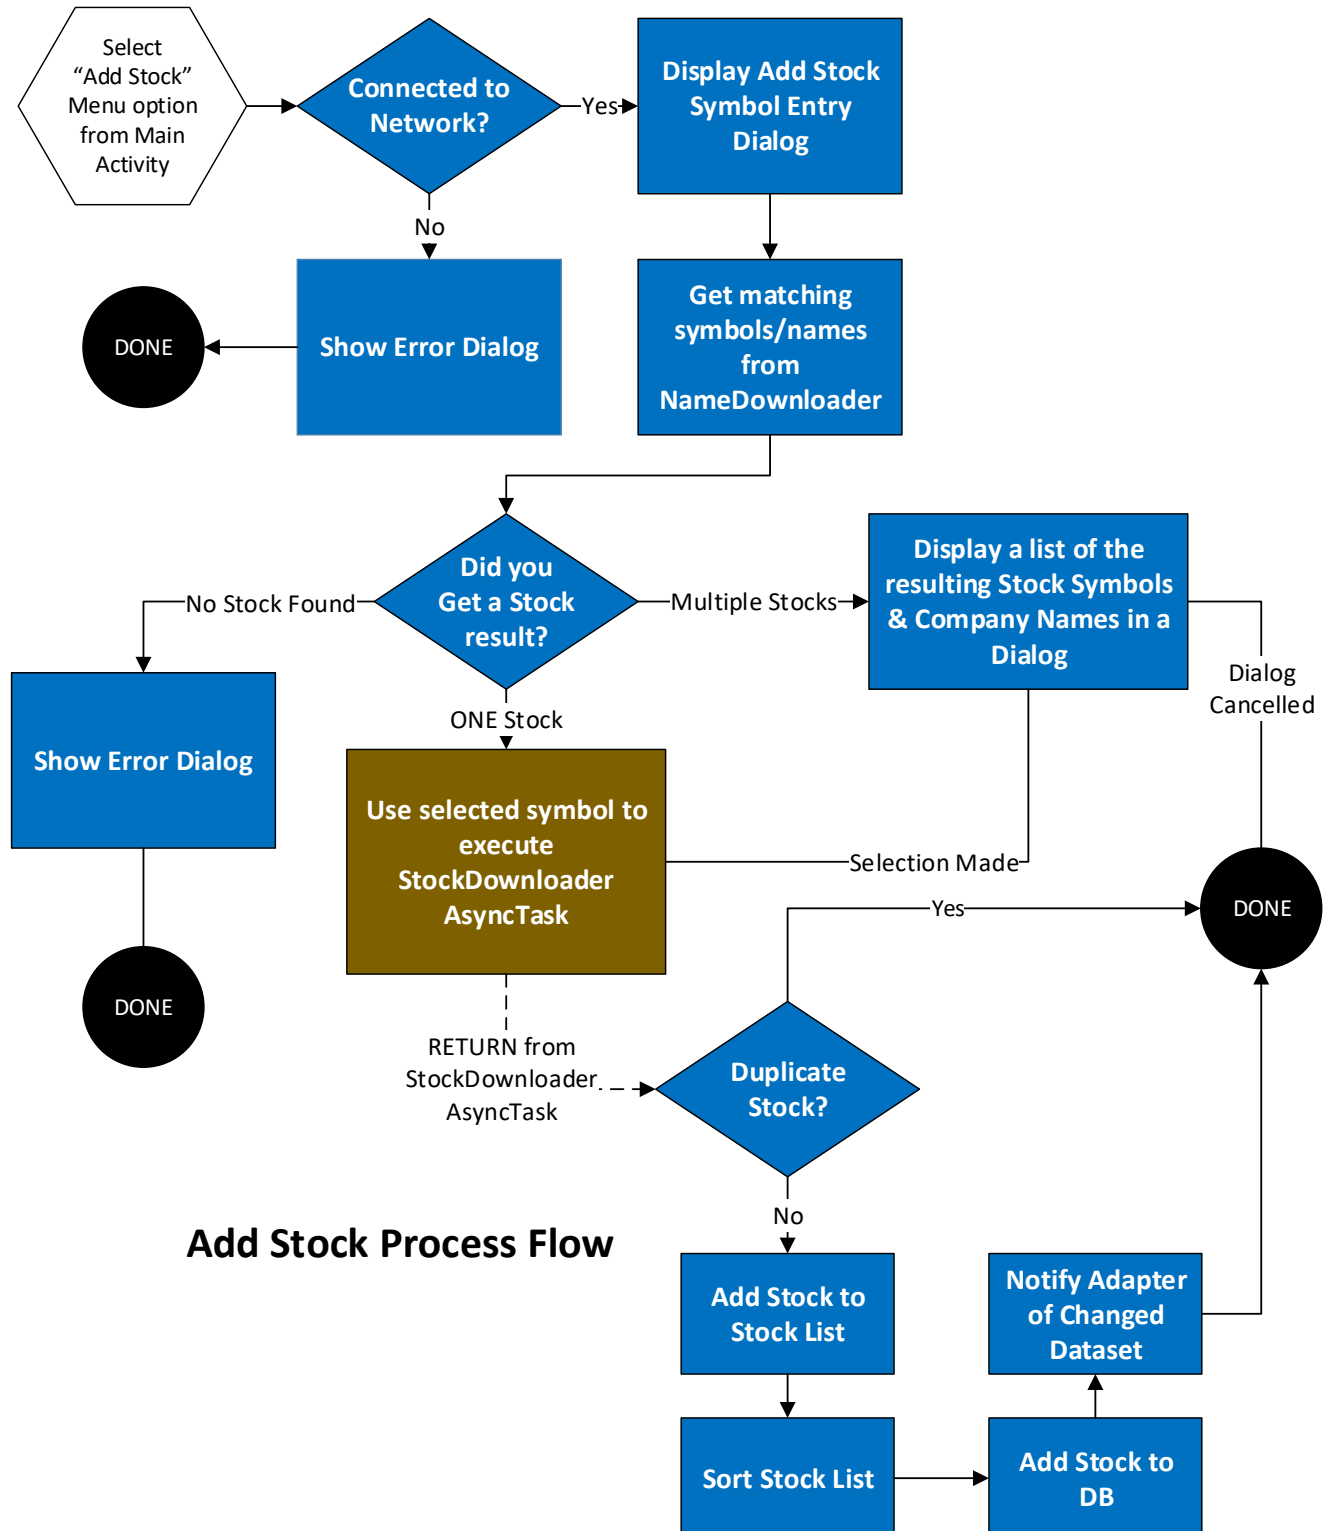 Select
“Add Stock”
Menu option
from Main
Activity
Connected to
Network?
Yes
Display Add Stock
Symbol Entry
Dialog
No
DONE
Show Error Dialog
Get matching
symbols/names
from
NameDownloader
Did you
Get a Stock
result?
No Stock Found
Multiple Stocks
Display a list of the
resulting Stock Symbols
& Company Names in a
Dialog
Dialog
Cancelled
ONE Stock
Show Error Dialog
Use selected symbol to
execute
StockDownloader
AsyncTask
Selection Made
Yes
DONE
DONE
RETURN from
StockDownloader
AsyncTask
Duplicate
Stock?
No
Add Stock Process Flow
Add Stock to
Stock List
Notify Adapter
of Changed
Dataset
Sort Stock List
Add Stock to
DB